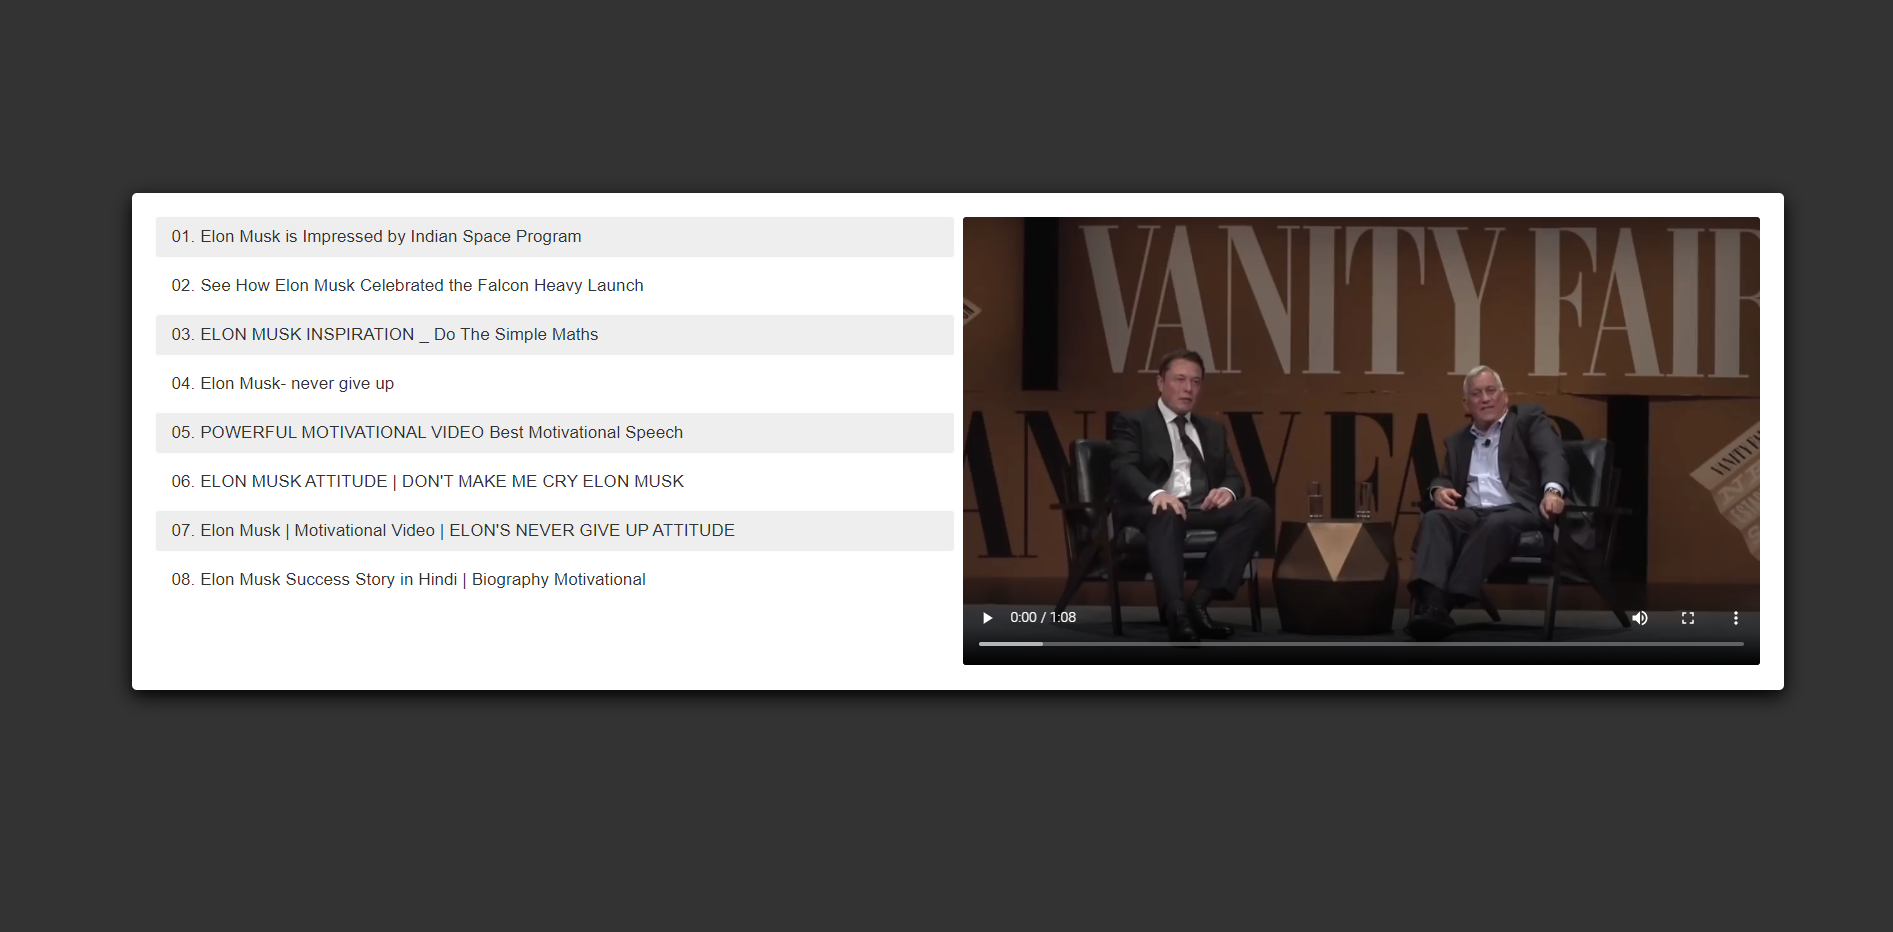 01. Elon Musk is Impressed by Indian Space Program
02. See How Elon Musk Celebrated the Falcon Heavy Launch
03. ELON MUSK INSPIRATION _ Do The Simple Maths
04. Elon Musk- never give up
05. POWERFUL MOTIVATIONAL VIDEO Best Motivational Speech
06. ELON MUSK ATTITUDE | DON'T MAKE ME CRY ELON MUSK
07. Elon Musk | Motivational Video | ELON'S NEVER GIVE UP ATTITUDE
08. Elon Musk Success Story in Hindi | Biography Motivational
VANITY FAIR
0:00 / 1:08